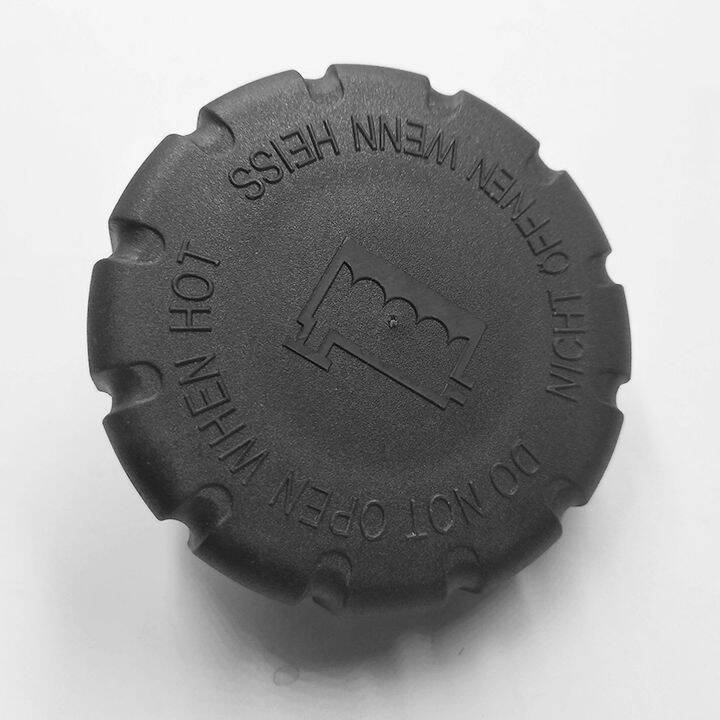 NICHT ÖFFNEN WENN HEISS
DO NOT OPEN WHEN HOT